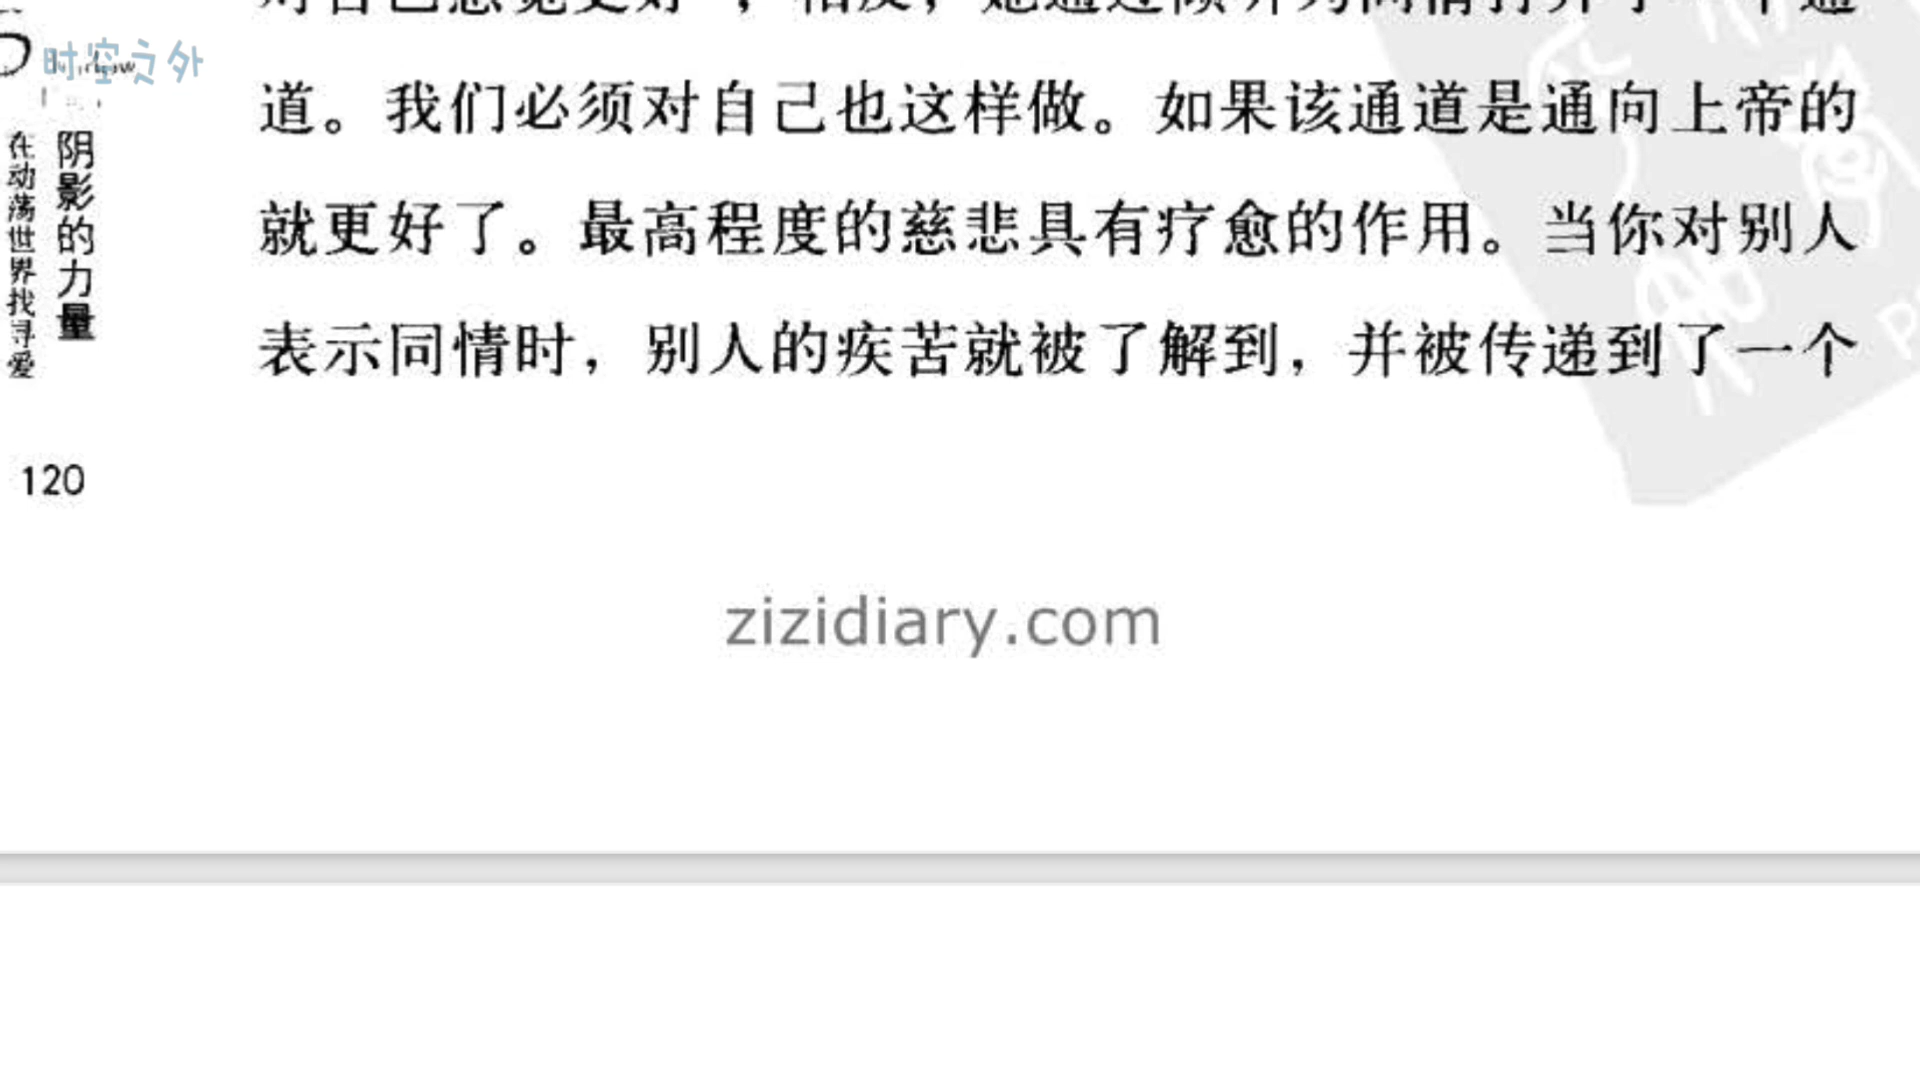 时空之外
阴影的力量
在动荡世界找寻爱
道。我们必须对自己也这样做。如果该通道是通向上帝的
就更好了。最高程度的慈悲具有疗愈的作用。当你对别人
表示同情时，别人的疾苦就被了解到，并被传递到了一个
120
zizidiary.com